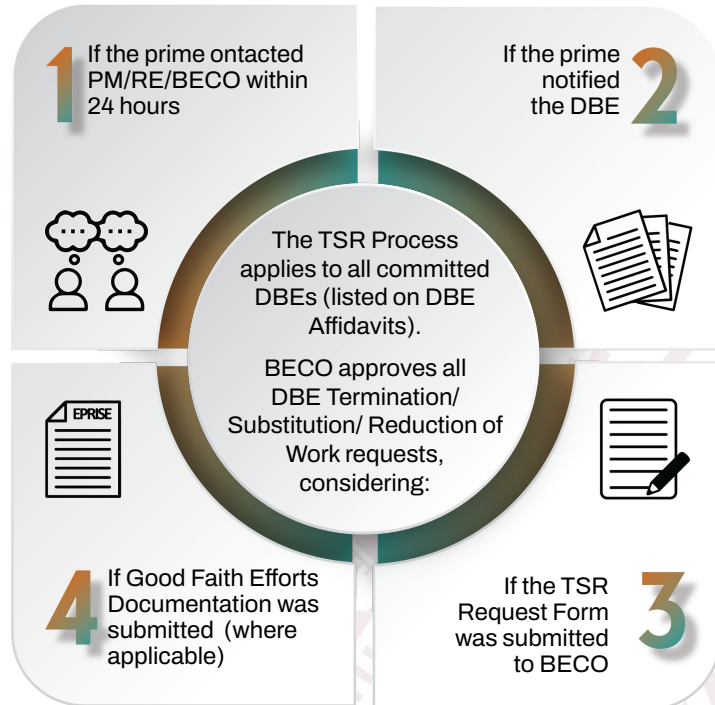 1
If the prime ontacted
PM/RE/BECO within
24 hours
If the prime
notified
the DBE
2
The TSR Process
applies to all committed
DBEs (listed on DBE
Affidavits).
BECO approves all
DBE Termination/
Substitution/ Reduction of
Work requests,
considering:
EPRISE
4
If Good Faith Efforts
Documentation was
submitted (where
applicable)
If the TSR
Request Form
was submitted
to BECO
3